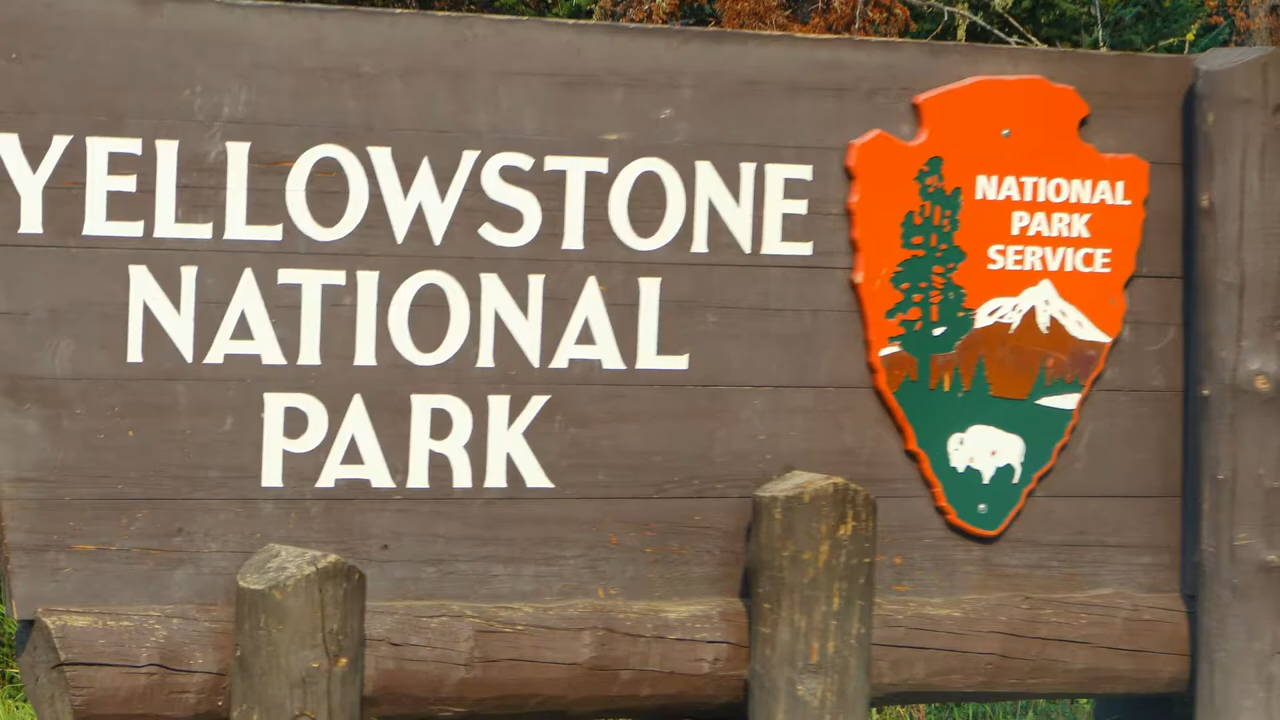 YELLOWSTONE
NATIONAL
PARK
NATIONAL
PARK
SERVICE